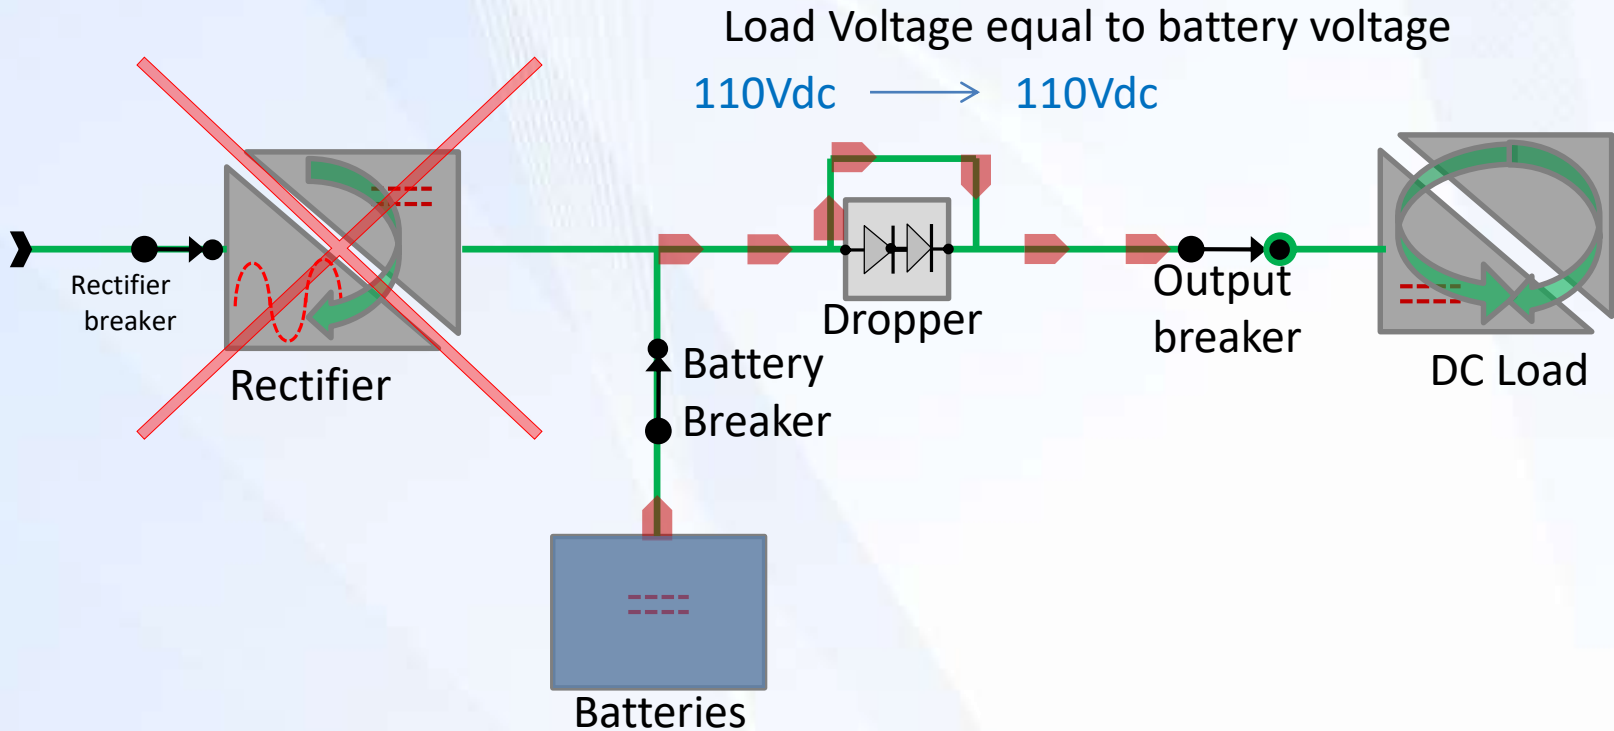 Load Voltage equal to battery voltage
110Vdc 110Vdc
Rectifier
breaker
Rectifier
Dropper
Output
breaker
DC Load
Battery
Breaker
Batteries